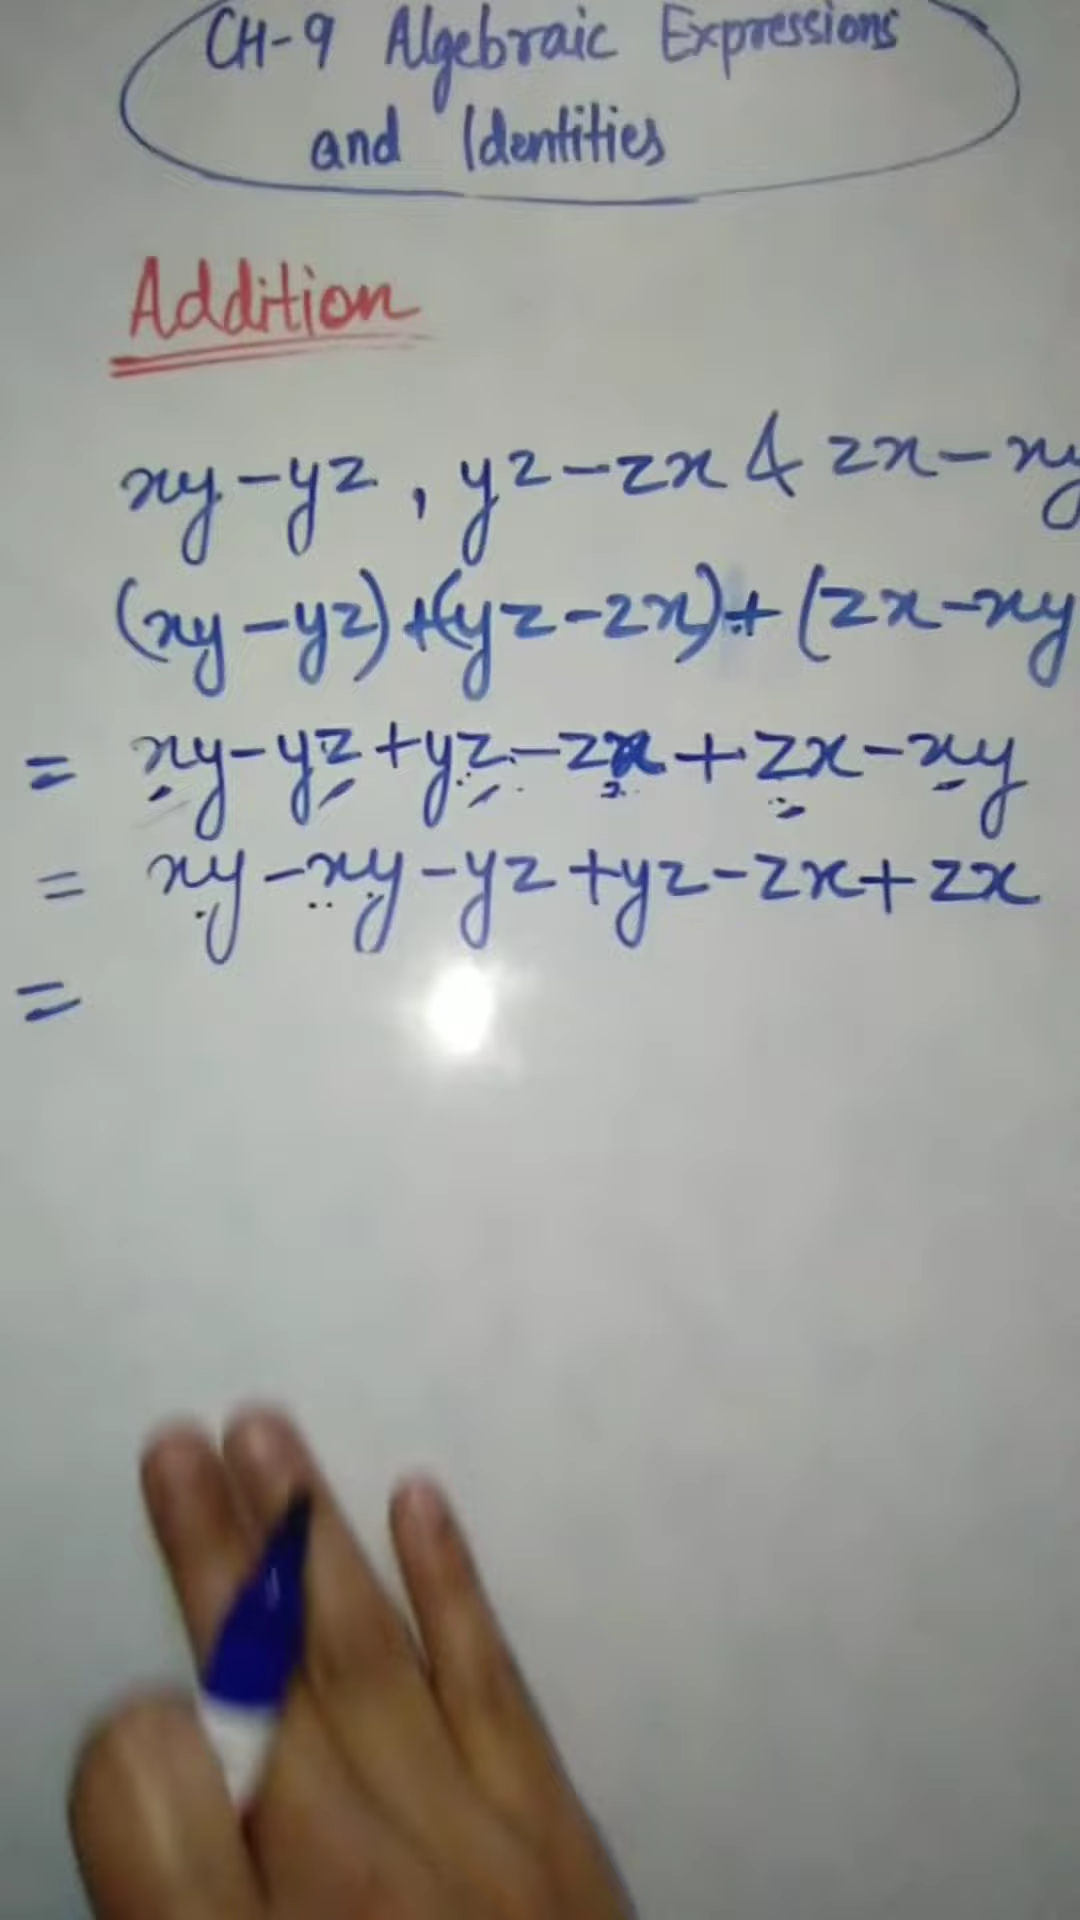 CH-9 Algebraic Expressions
and Identities
Addition
xy-yz, yz-zx & zx-xy
(xy-yz)+(yz-zx)+(zx-xy
= xy-yz+yz-zx+zx-xy
= xy-xy-yz+yz-zx+zx
=